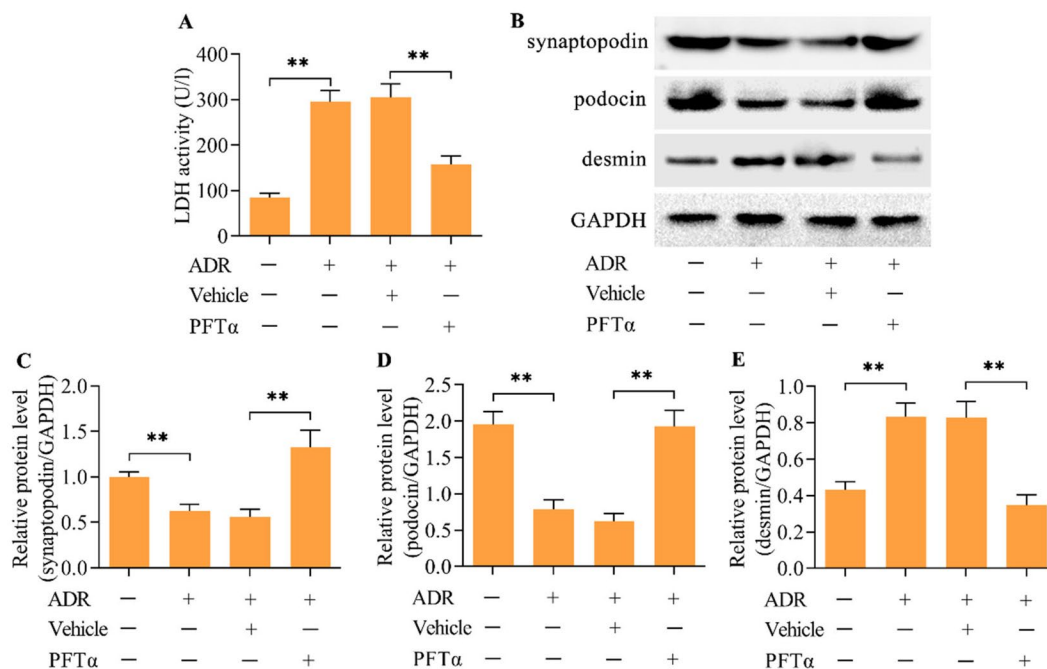 A
LDH activity (U/l)
400
300
200
100
0
**
**
ADR − + + +
Vehicle − − + −
PFTα − − − +
B
synaptopodin
podocin
desmin
GAPDH
ADR − + + +
Vehicle − − + −
PFTα − − − +
C
Relative protein level
(synaptopodin/GAPDH)
2.0
1.5
1.0
0.5
0.0
**
**
ADR − + + +
Vehicle − − + −
PFTα − − − +
D
Relative protein level
(podocin/GAPDH)
2.5
2.0
1.5
1.0
0.5
0.0
**
**
ADR − + + +
Vehicle − − + −
PFTα − − − +
E
Relative protein level
(desmin/GAPDH)
1.0
0.8
0.6
0.4
0.2
0.0
**
**
ADR − + + +
Vehicle − − + −
PFTα − − − +